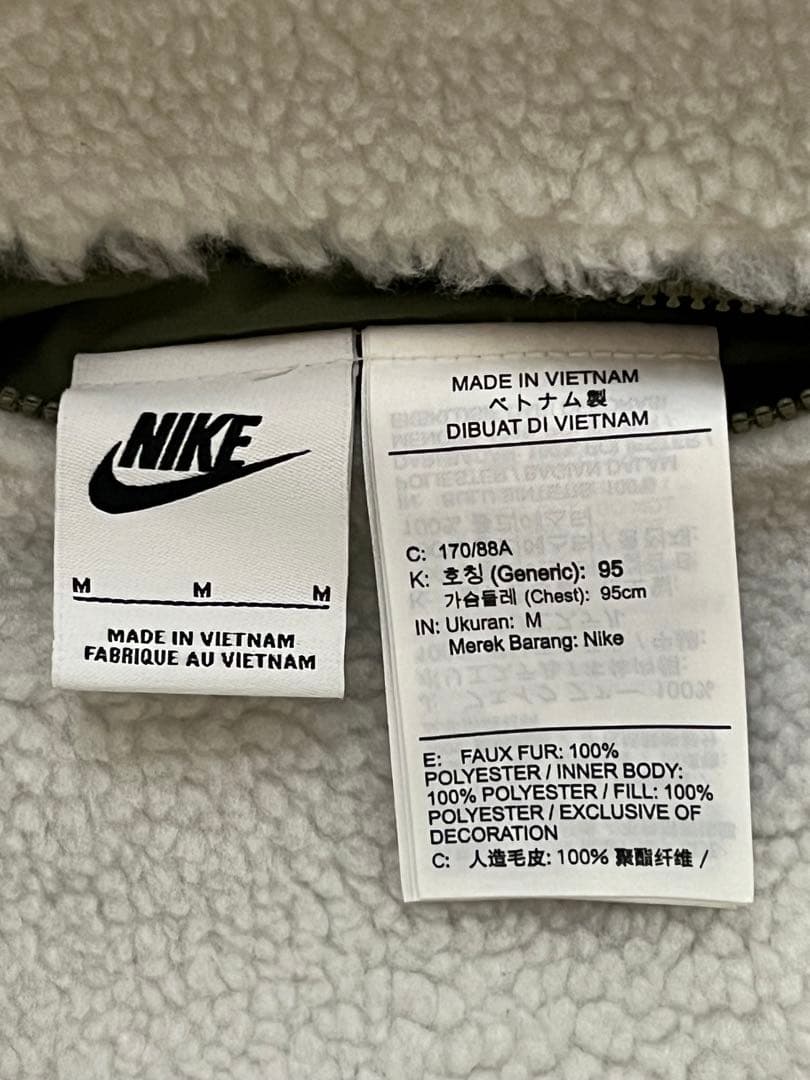 NIKE
M M M
MADE IN VIETNAM
FABRIQUE AU VIETNAM
MADE IN VIETNAM
ベトナム製
DIBUAT DI VIETNAM
C: 170/88A
K: 호칭 (Generic): 95
가슴둘레 (Chest): 95cm
IN: Ukuran: M
Merek Barang: Nike
E: FAUX FUR: 100%
POLYESTER / INNER BODY:
100% POLYESTER / FILL: 100%
POLYESTER / EXCLUSIVE OF
DECORATION
C: 人造毛皮: 100% 聚酯纤维 /